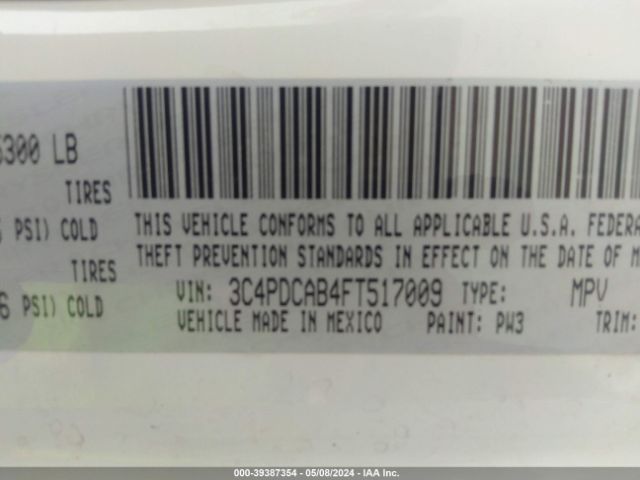 5300 LB
TIRES
PSI) COLD
TIRES
6 PSI) COLD
THIS VEHICLE CONFORMS TO ALL APPLICABLE U.S.A. FEDERA
THEFT PREVENTION STANDARDS IN EFFECT ON THE DATE OF M
VIN: 3C4PDCAB4FT517009 TYPE: MPV
VEHICLE MADE IN MEXICO PAINT: PW3 TRIM:
000-39387354 - 05/08/2024 - IAA Inc.